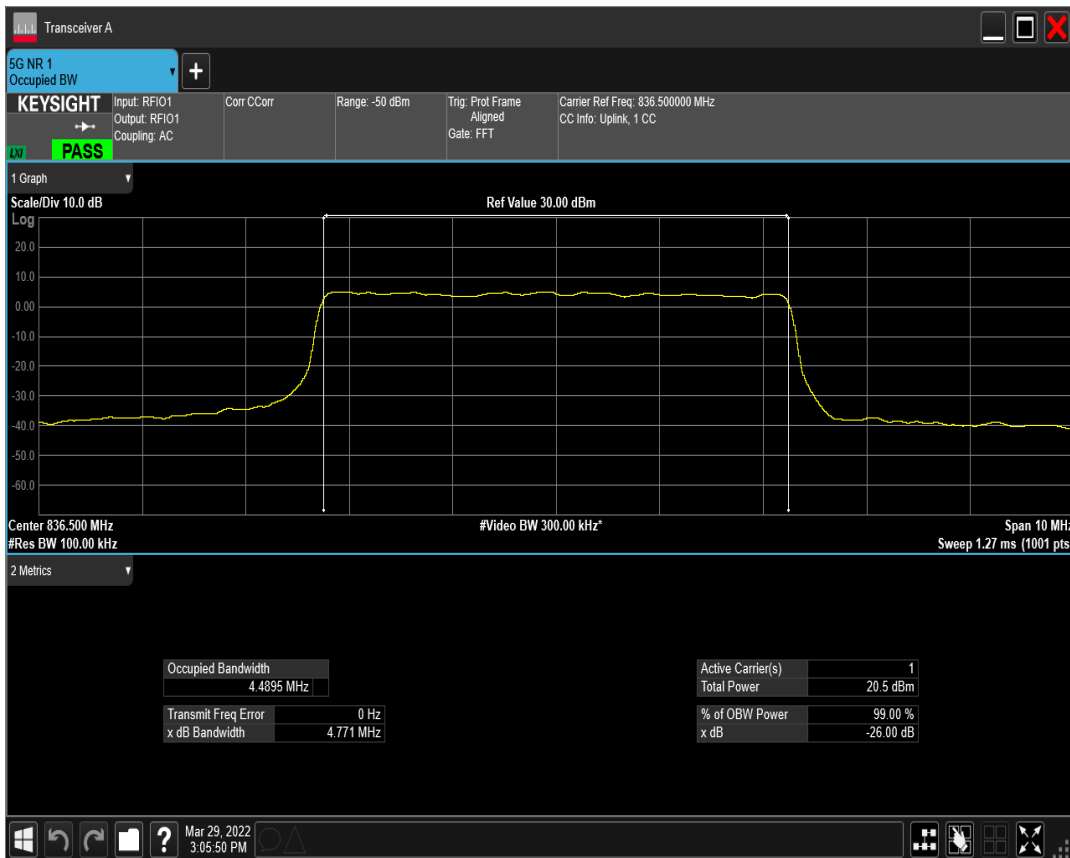 Transceiver A
5G NR 1
Occupied BW
+
KEYSIGHT
LXI
PASS
Input: RFIO1
Output: RFIO1
Coupling: AC
Corr CCorr
Range: -50 dBm
Trig: Prot Frame
Aligned
Gate: FFT
Carrier Ref Freq: 836.500000 MHz
CC Info: Uplink, 1 CC
1 Graph
Scale/Div 10.0 dB
Ref Value 30.00 dBm
Log
20.0
10.0
0.00
-10.0
-20.0
-30.0
-40.0
-50.0
-60.0
Center 836.500 MHz
#Video BW 300.00 kHz*
Span 10 MHz
#Res BW 100.00 kHz
Sweep 1.27 ms (1001 pts
2 Metrics
Occupied Bandwidth
4.4895 MHz
Transmit Freq Error 0 Hz
x dB Bandwidth 4.771 MHz
Active Carrier(s) 1
Total Power 20.5 dBm
% of OBW Power 99.00 %
x dB -26.00 dB
?
Mar 29, 2022
3:05:50 PM